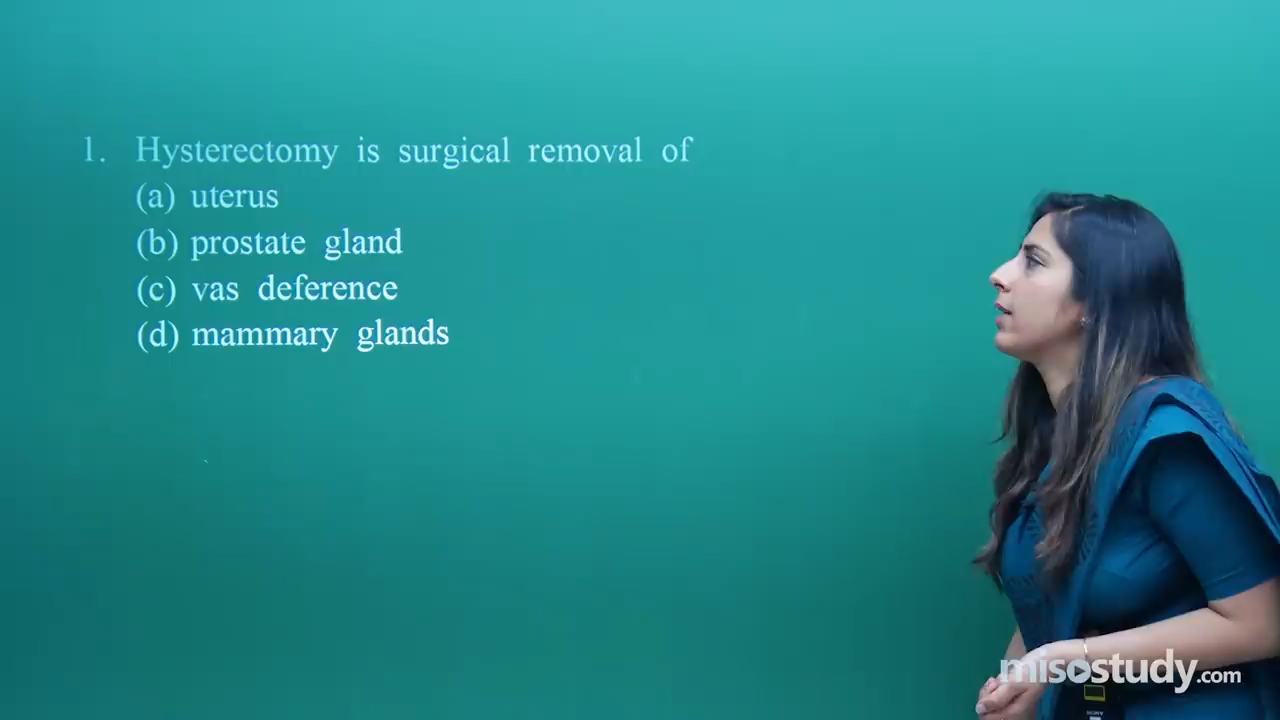 1. Hysterectomy is surgical removal of
(a) uterus
(b) prostate gland
(c) vas deference
(d) mammary glands
misostudy.com